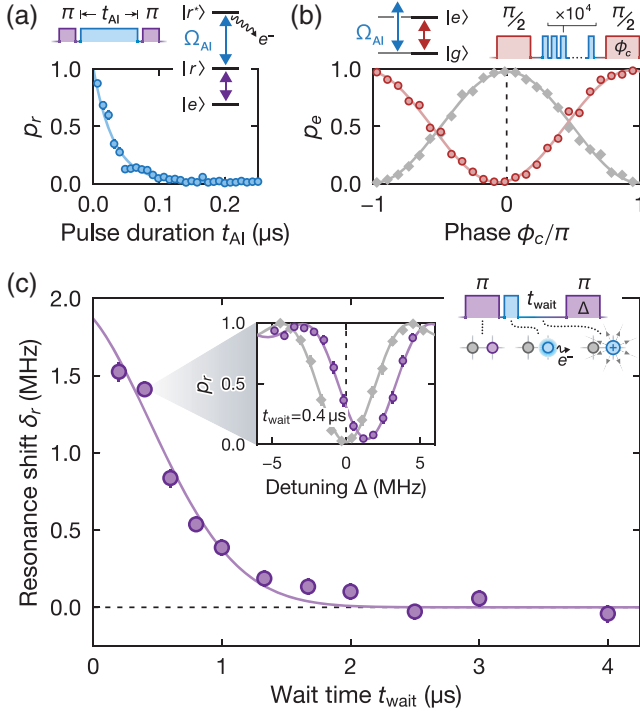 (a)
π
t_AI
π
|r*⟩
Ω_AI
e-
|r⟩
|e⟩
p_r
1.0
0.5
0.0
0.0
0.1
0.2
Pulse duration t_AI (μs)
(b)
Ω_AI
|e⟩
|g⟩
π/2
×10⁴
π/2
ϕ_c
p_e
1.0
0.5
0.0
−1
0
1
Phase ϕ_c/π
(c)
2.0
1.5
1.0
0.5
0.0
Resonance shift δ_r (MHz)
0
1
2
3
4
Wait time t_wait (μs)
p_r
1.0
0.5
0.0
t_wait=0.4 μs
−5
0
5
Detuning Δ (MHz)
π
t_wait
π
Δ
e-
+